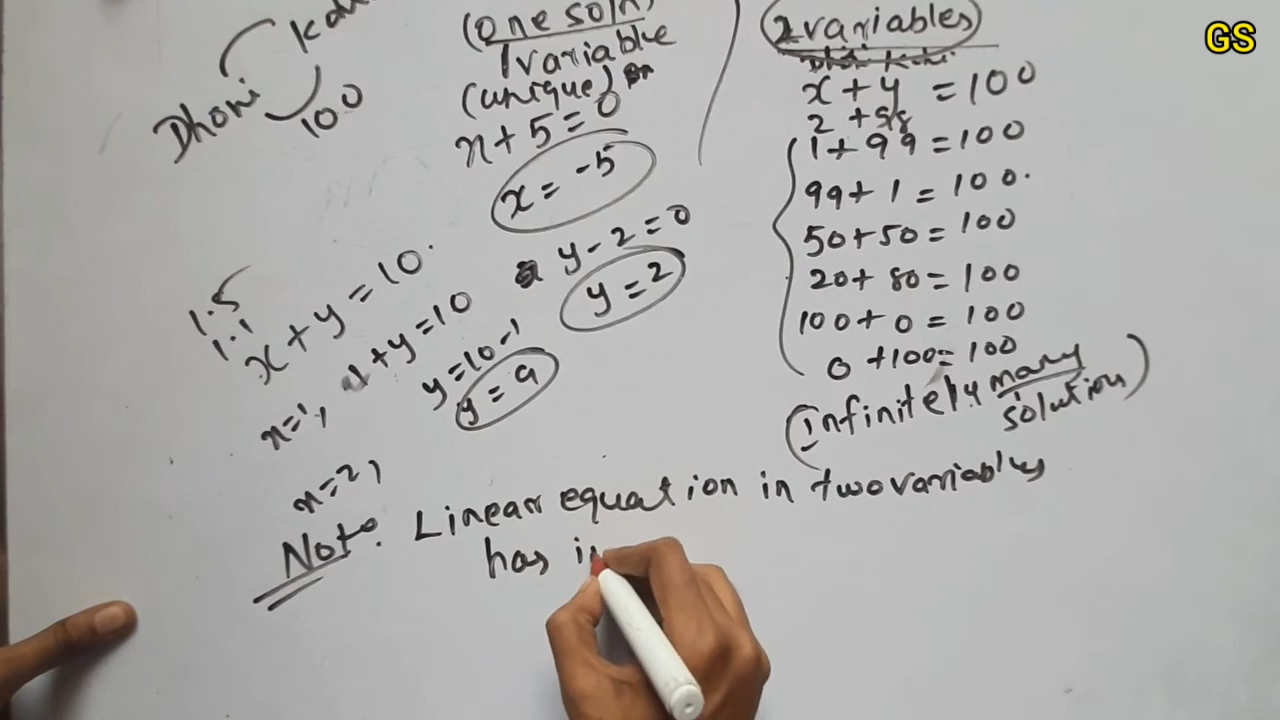 GS
Dhoni
100
(one soln)
1 variable
(unique)
x + 5 = 0
x = -5
y - 2 = 0
y = 2
1.5
1.1
x + y = 10.
x=1, 1 + y = 10
y = 10 - 1
y = 9
x=2,
2 variables
x + y = 100
2 + 98
1 + 99 = 100
99 + 1 = 100.
50 + 50 = 100
20 + 80 = 100
100 + 0 = 100
0 + 100 = 100
(Infinitely many
solution)
Note: Linear equation in two variables
has in